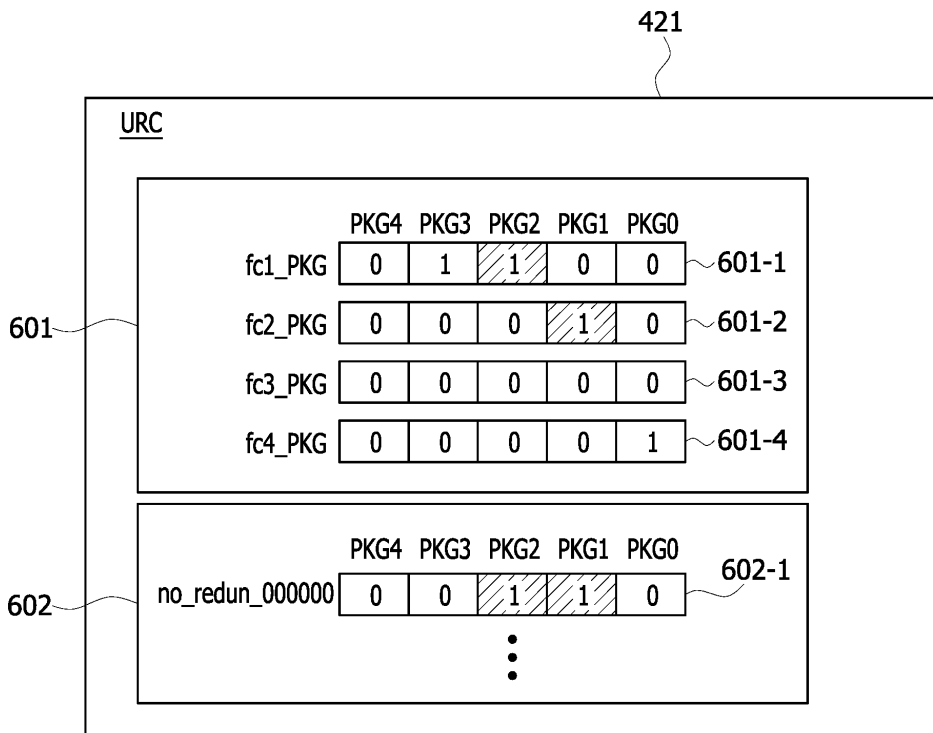 421
URC
PKG4 PKG3 PKG2 PKG1 PKG0
fc1_PKG 0 1 1 0 0 601-1
fc2_PKG 0 0 0 1 0 601-2
601
fc3_PKG 0 0 0 0 0 601-3
fc4_PKG 0 0 0 0 1 601-4
PKG4 PKG3 PKG2 PKG1 PKG0
602-1
no_redun_000000 0 0 1 1 0
602